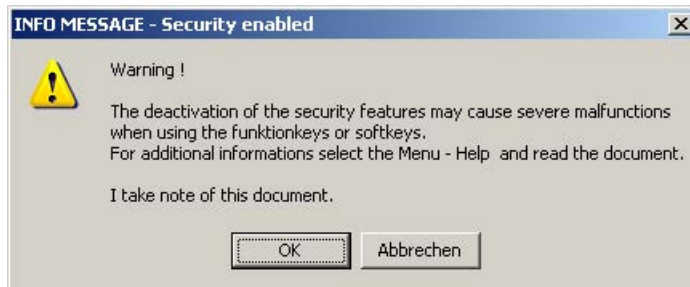 INFO MESSAGE - Security enabled
Warning !
The deactivation of the security features may cause severe malfunctions
when using the funktionkeys or softkeys.
For additional informations select the Menu - Help and read the document.
I take note of this document.
OK
Abbrechen